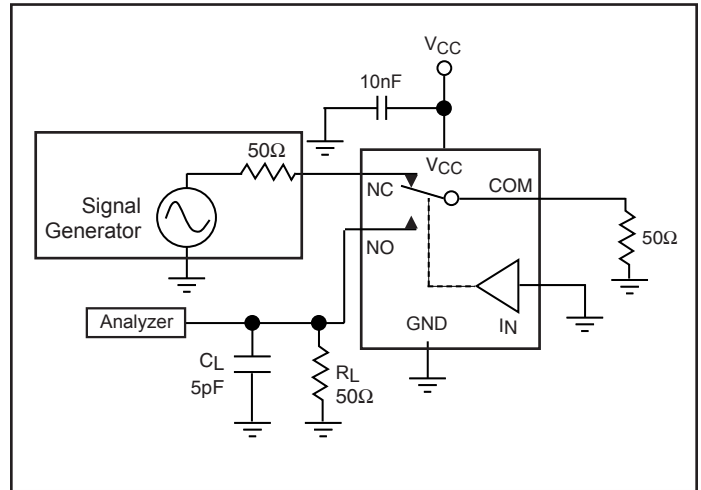 VCC
10nF
50Ω
VCC
NC
COM
Signal
Generator
50Ω
NO
Analyzer
GND
IN
CL
5pF
RL
50Ω